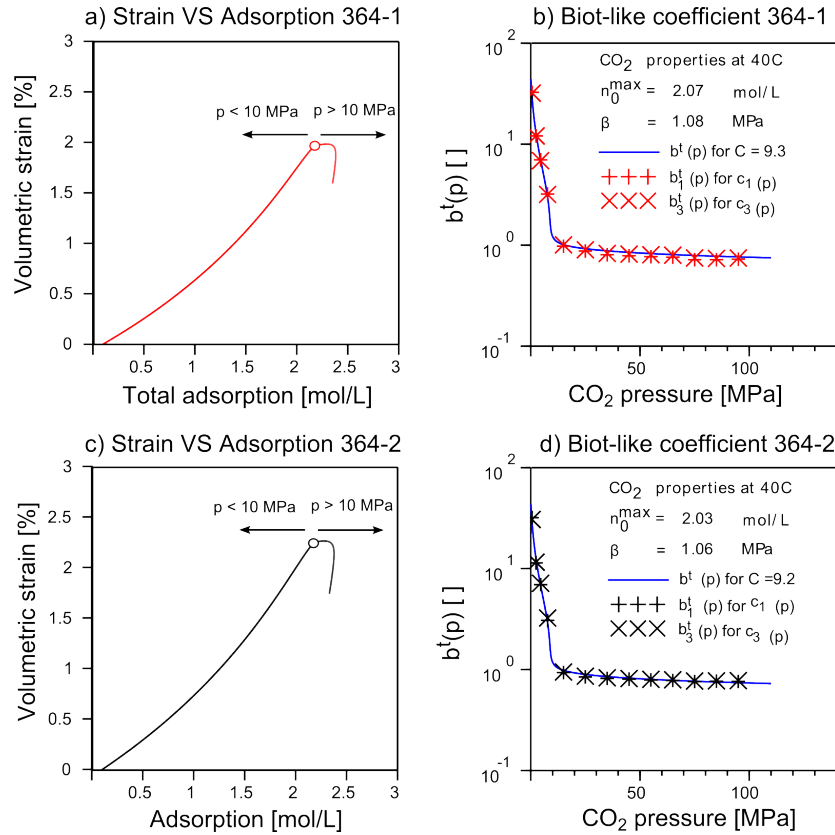 a) Strain VS Adsorption 364-1
Volumetric strain [%]
3
2.5
2
1.5
1
0.5
0
p < 10 MPa
p > 10 MPa
0.5
1
1.5
2
2.5
3
Total adsorption [mol/L]
b) Biot-like coefficient 364-1
bᵗ(p) [ ]
10²
10¹
10⁰
10⁻¹
CO₂ properties at 40C
n₀ᵐᵃˣ = 2.07 mol/L
β = 1.08 MPa
bᵗ (p) for C = 9.3
b₁ᵗ (p) for c₁ (p)
b₃ᵗ (p) for c₃ (p)
50
100
CO₂ pressure [MPa]
c) Strain VS Adsorption 364-2
Volumetric strain [%]
3
2.5
2
1.5
1
0.5
0
p < 10 MPa
p > 10 MPa
0.5
1
1.5
2
2.5
3
Adsorption [mol/L]
d) Biot-like coefficient 364-2
bᵗ(p) [ ]
10²
10¹
10⁰
10⁻¹
CO₂ properties at 40C
n₀ᵐᵃˣ = 2.03 mol/L
β = 1.06 MPa
bᵗ (p) for C =9.2
b₁ᵗ (p) for c₁ (p)
b₃ᵗ (p) for c₃ (p)
50
100
CO₂ pressure [MPa]